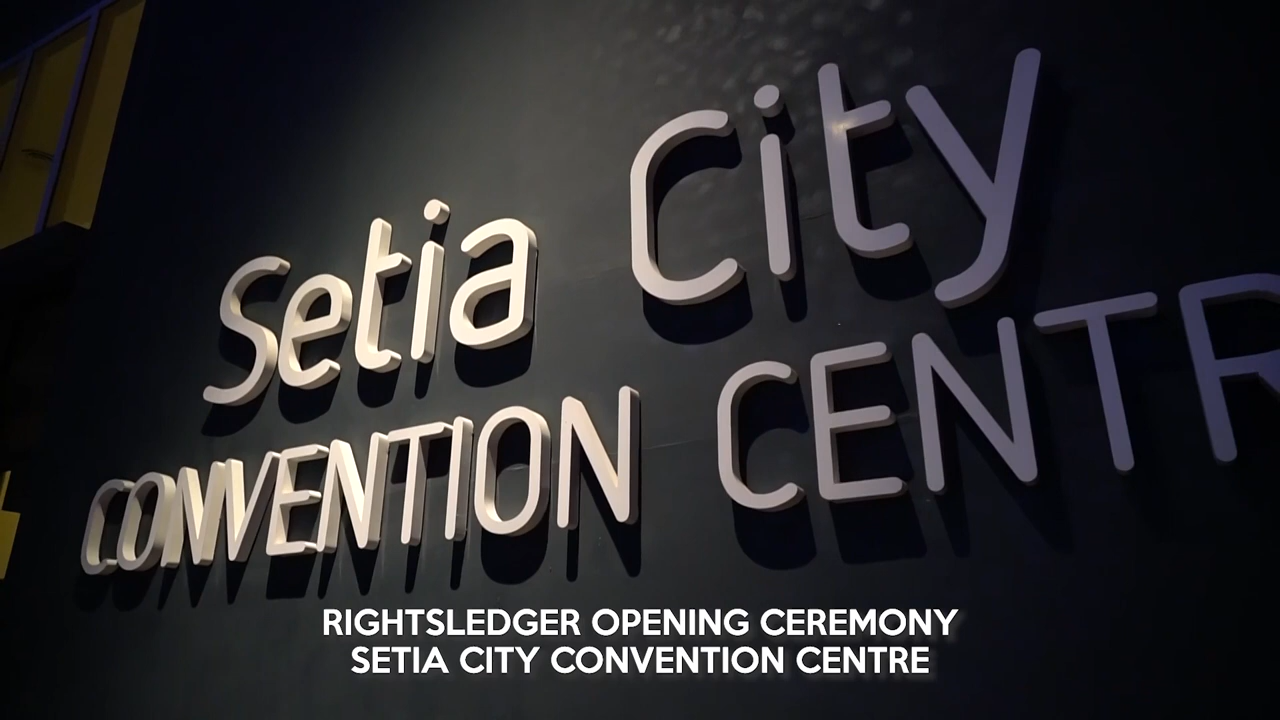 Setia City
CONVENTION CENTR
RIGHTSLEDGER OPENING CEREMONY
SETIA CITY CONVENTION CENTRE